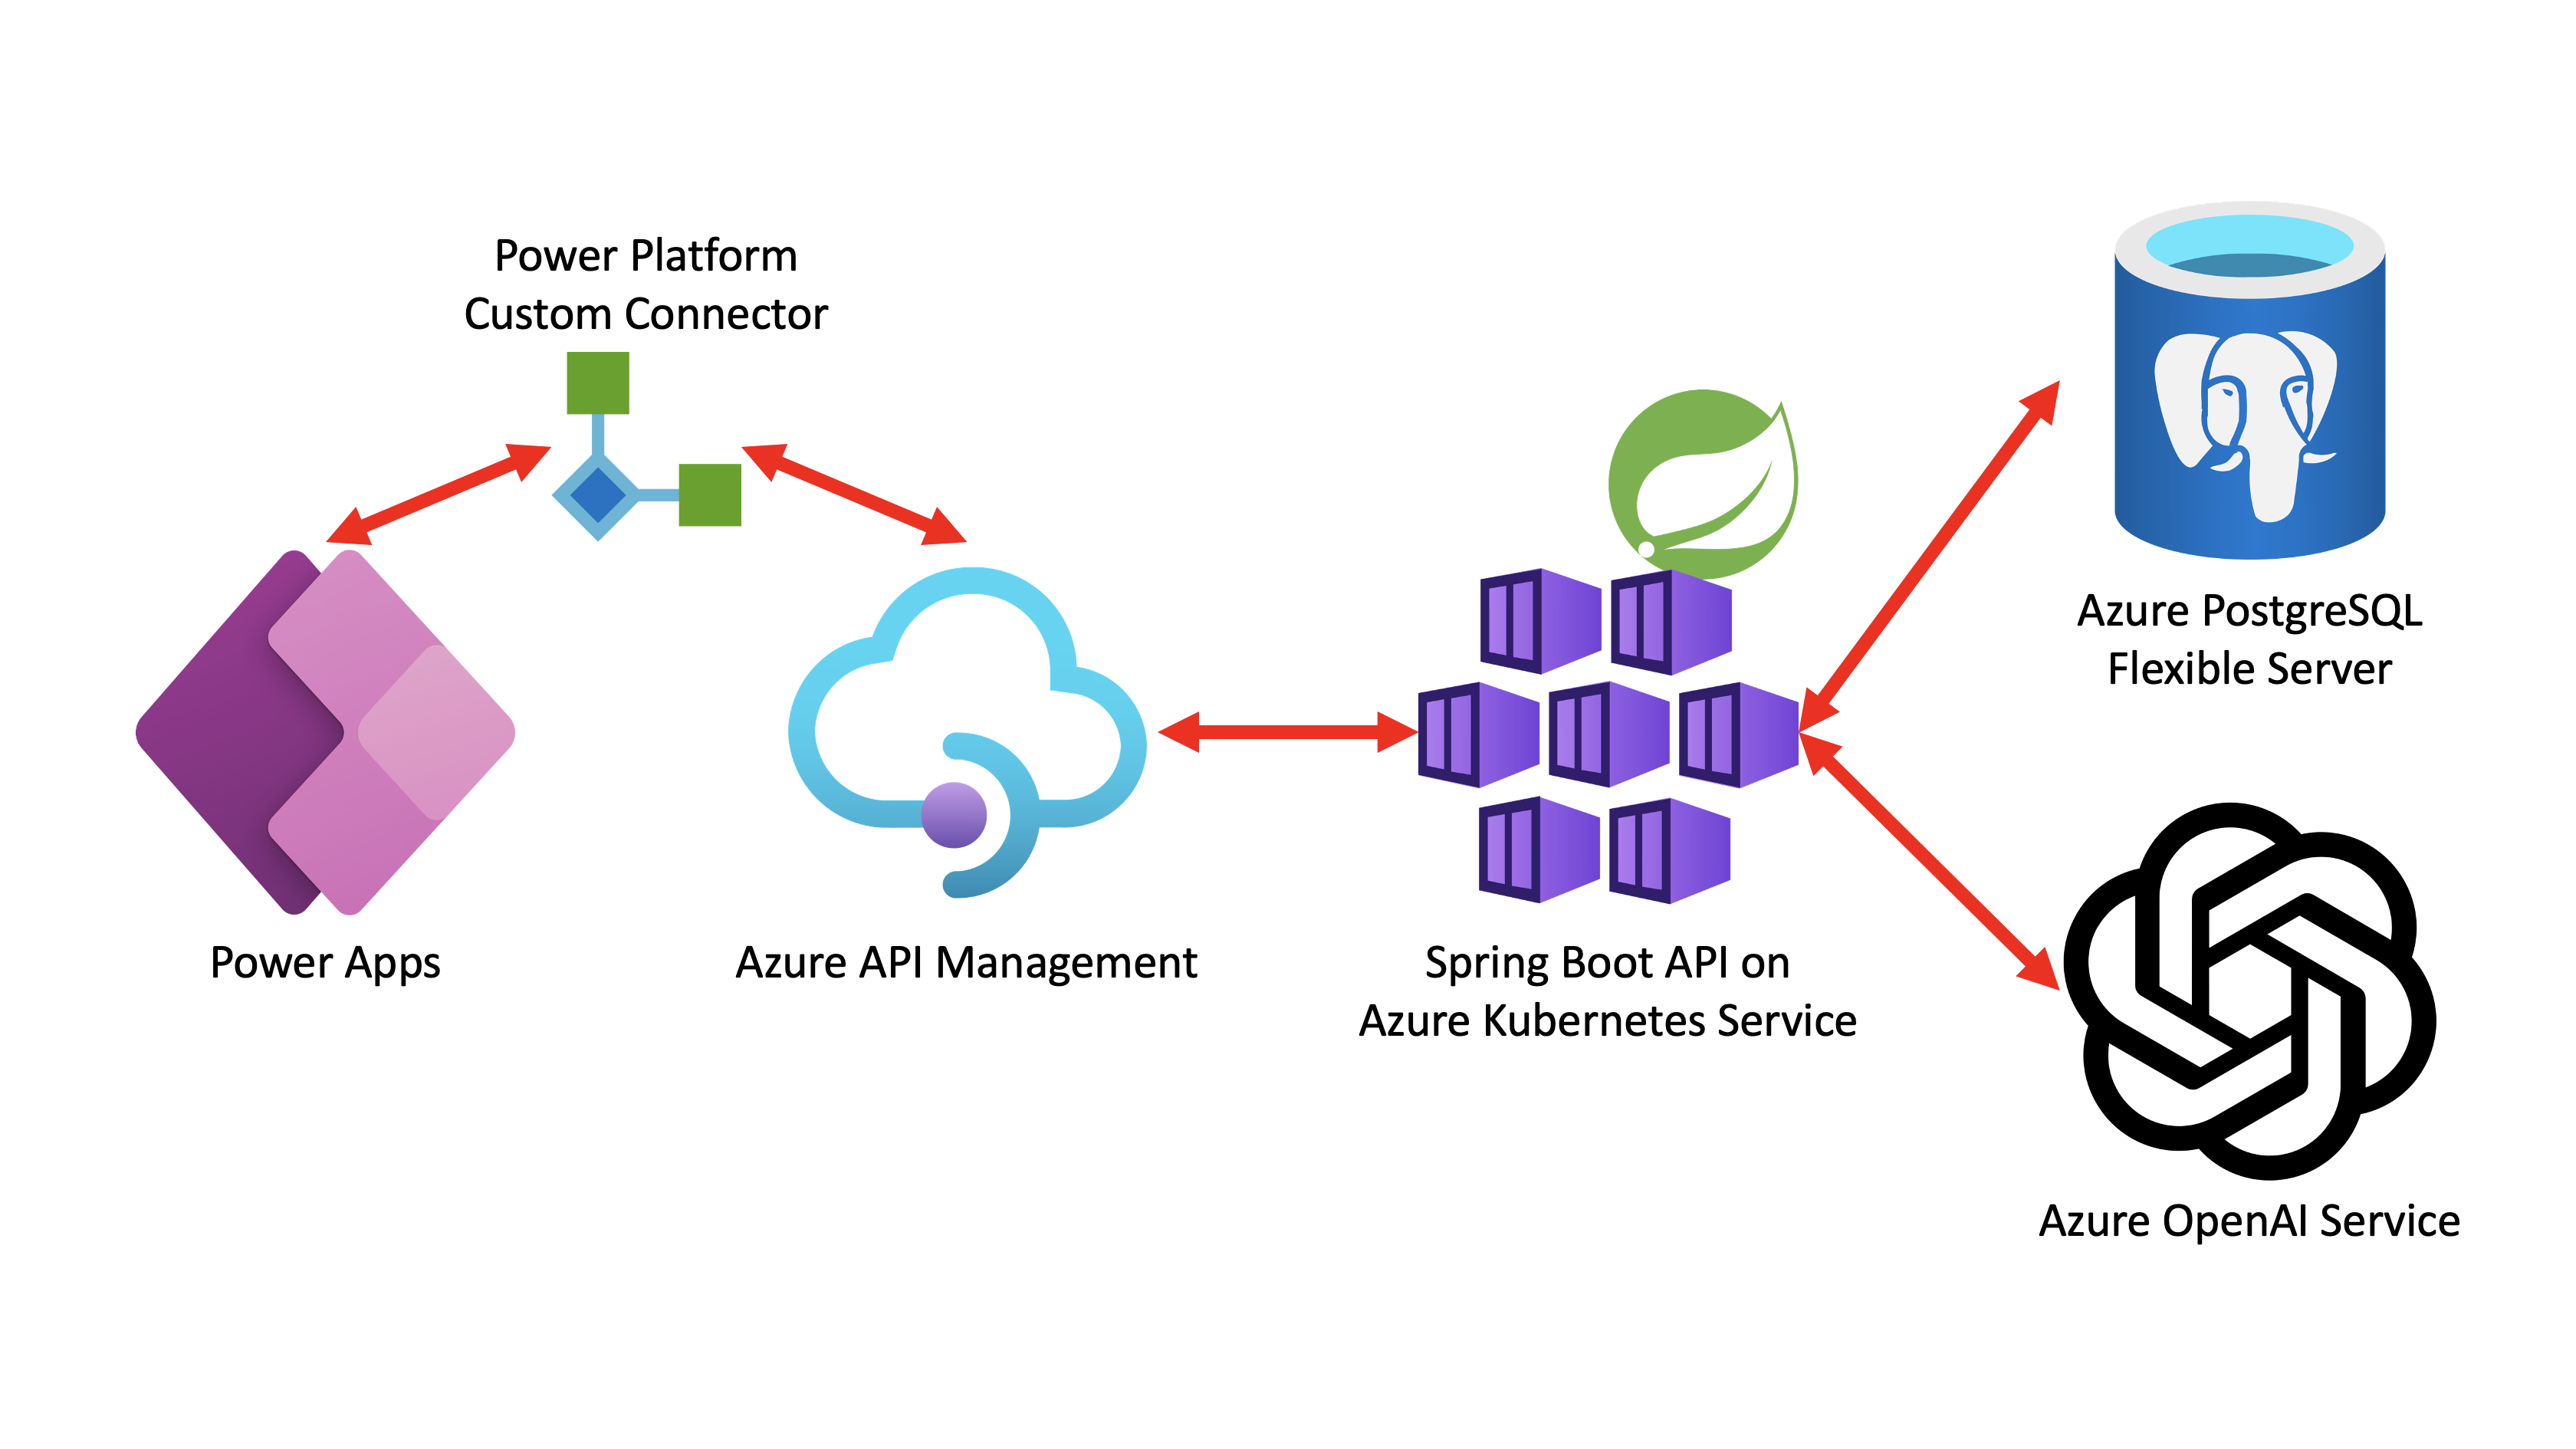 Power Platform
Custom Connector
Power Apps
Azure API Management
Spring Boot API on
Azure Kubernetes Service
Azure PostgreSQL
Flexible Server
Azure OpenAI Service